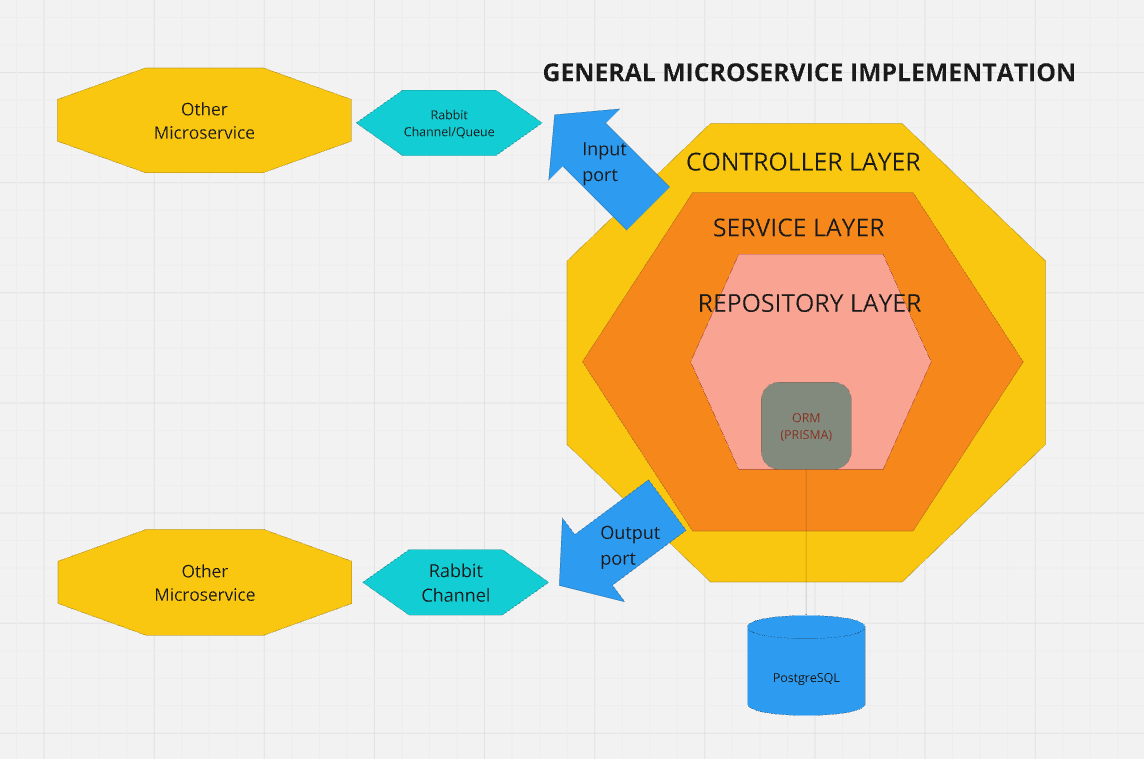 GENERAL MICROSERVICE IMPLEMENTATION
Other
Microservice
Rabbit
Channel/Queue
Input
port
CONTROLLER LAYER
SERVICE LAYER
REPOSITORY LAYER
ORM
(PRISMA)
Output
port
Other
Microservice
Rabbit
Channel
PostgreSQL